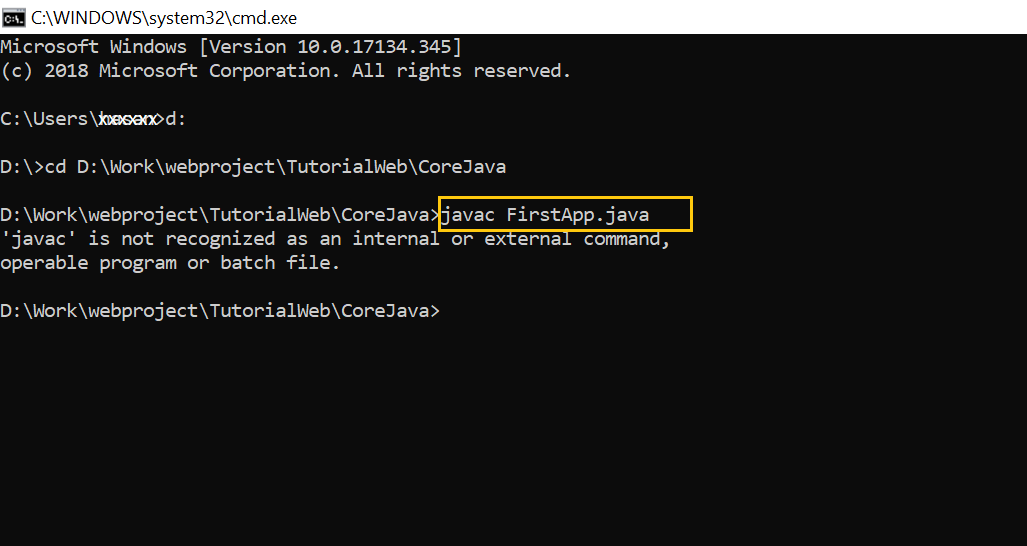 C:\WINDOWS\system32\cmd.exe
Microsoft Windows [Version 10.0.17134.345]
(c) 2018 Microsoft Corporation. All rights reserved.
C:\Users\>d:
D:\>cd D:\Work\webproject\TutorialWeb\CoreJava
D:\Work\webproject\TutorialWeb\CoreJava>javac FirstApp.java
'javac' is not recognized as an internal or external command,
operable program or batch file.
D:\Work\webproject\TutorialWeb\CoreJava>